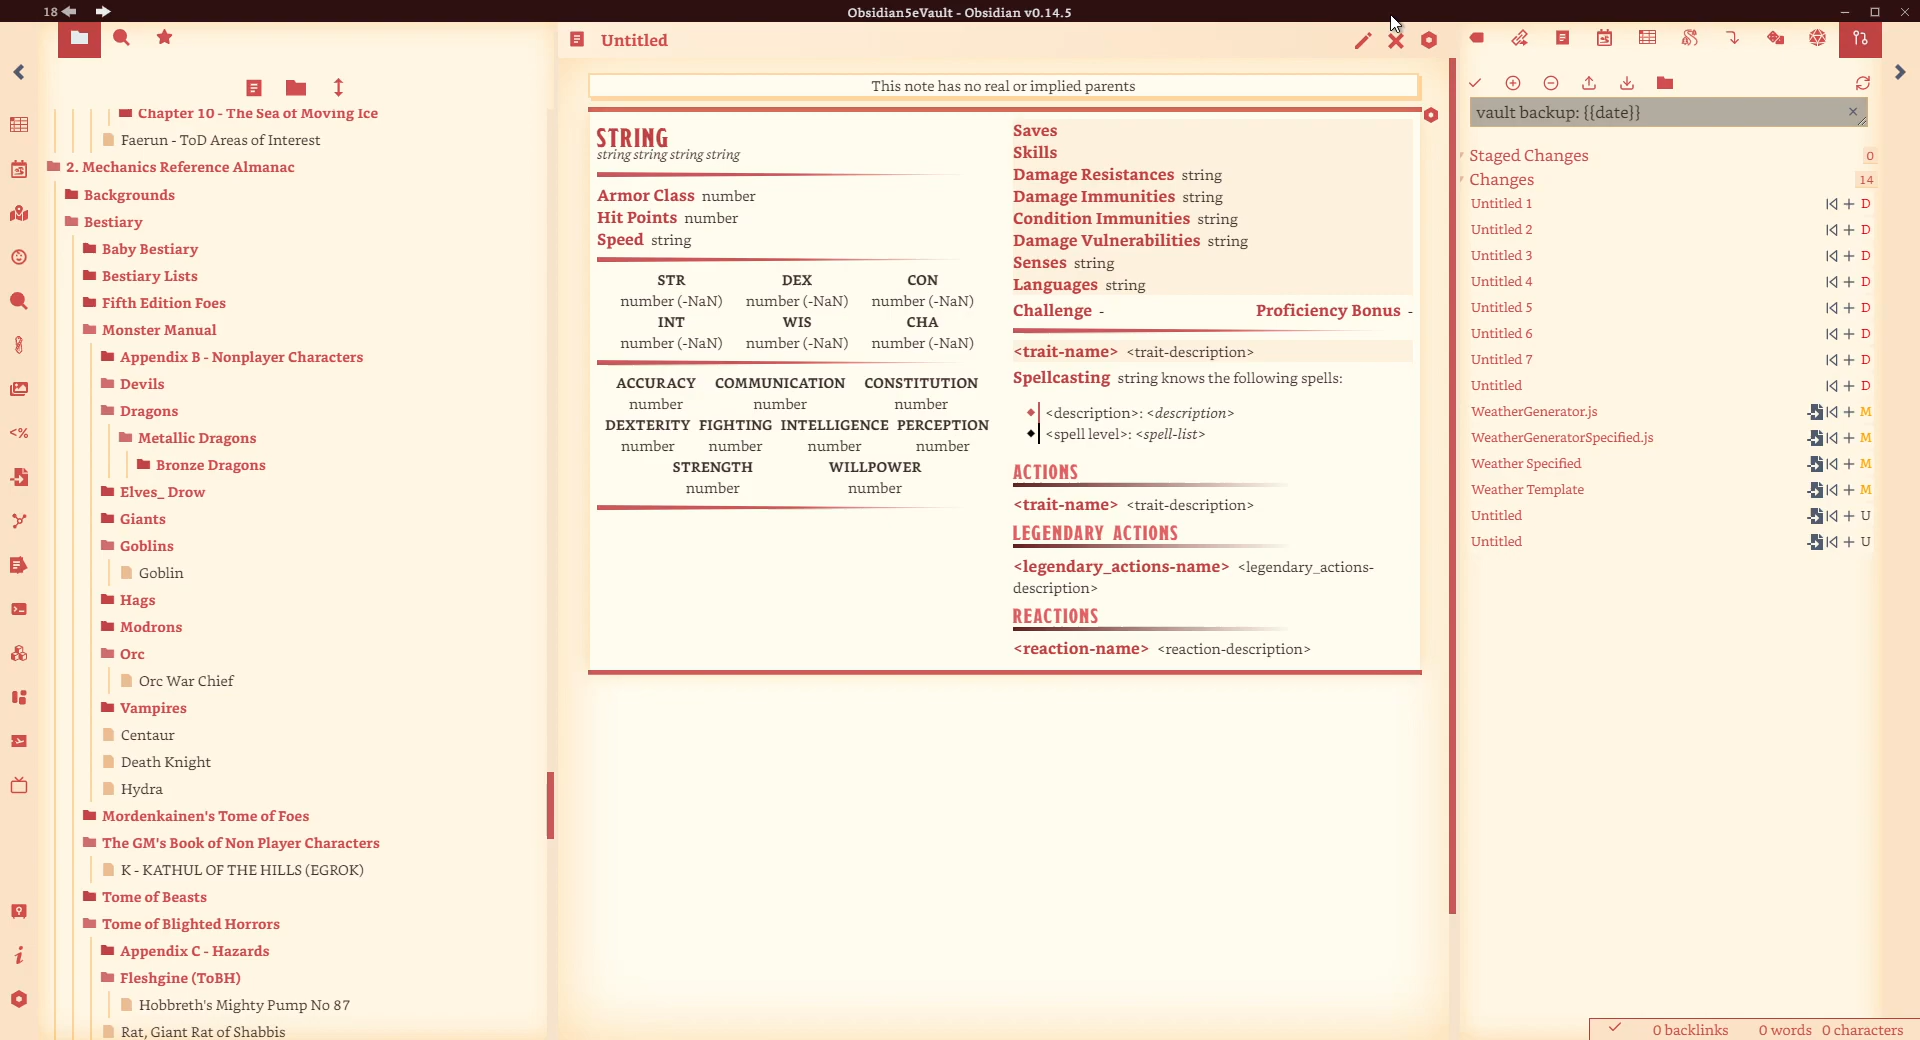 18
Obsidian5eVault - Obsidian v0.14.5
Chapter 10 - The Sea of Moving Ice
Faerun - ToD Areas of Interest
2. Mechanics Reference Almanac
Backgrounds
Bestiary
Baby Bestiary
Bestiary Lists
Fifth Edition Foes
Monster Manual
Appendix B - Nonplayer Characters
Devils
Dragons
Metallic Dragons
Bronze Dragons
Elves_ Drow
Giants
Goblins
Goblin
Hags
Modrons
Orc
Orc War Chief
Vampires
Centaur
Death Knight
Hydra
Mordenkainen's Tome of Foes
The GM's Book of Non Player Characters
K - KATHUL OF THE HILLS (EGROK)
Tome of Beasts
Tome of Blighted Horrors
Appendix C - Hazards
Fleshgine (ToBH)
Hobbreth's Mighty Pump No 87
Rat, Giant Rat of Shabbis
<%
Untitled
This note has no real or implied parents
STRING
string string string string
Armor Class number
Hit Points number
Speed string
STR DEX CON
number (-NaN) number (-NaN) number (-NaN)
INT WIS CHA
number (-NaN) number (-NaN) number (-NaN)
ACCURACY COMMUNICATION CONSTITUTION
number number number
DEXTERITY FIGHTING INTELLIGENCE PERCEPTION
number number number number
STRENGTH WILLPOWER
number number
Saves
Skills
Damage Resistances string
Damage Immunities string
Condition Immunities string
Damage Vulnerabilities string
Senses string
Languages string
Challenge - Proficiency Bonus -
<trait-name> <trait-description>
Spellcasting string knows the following spells:
<description>: <description>
<spell level>: <spell-list>
ACTIONS
<trait-name> <trait-description>
LEGENDARY ACTIONS
<legendary_actions-name> <legendary_actions-
description>
REACTIONS
<reaction-name> <reaction-description>
vault backup: {{date}}
Staged Changes 0
Changes 14
Untitled 1 D
Untitled 2 D
Untitled 3 D
Untitled 4 D
Untitled 5 D
Untitled 6 D
Untitled 7 D
Untitled D
WeatherGenerator.js M
WeatherGeneratorSpecified.js M
Weather Specified M
Weather Template M
Untitled U
Untitled U
0 backlinks 0 words 0 characters